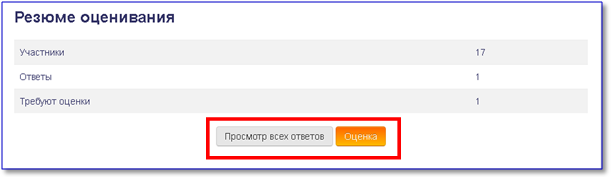 Резюме оценивания
Участники 17
Ответы 1
Требуют оценки 1
Просмотр всех ответов Оценка